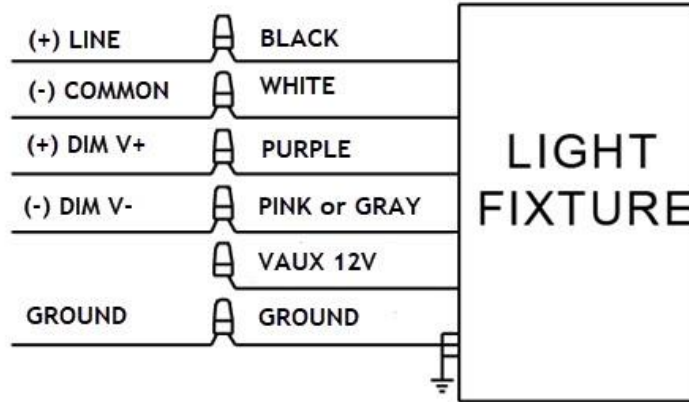 (+) LINE BLACK
(-) COMMON WHITE
(+) DIM V+ PURPLE
(-) DIM V- PINK or GRAY
VAUX 12V
GROUND GROUND
LIGHT
FIXTURE